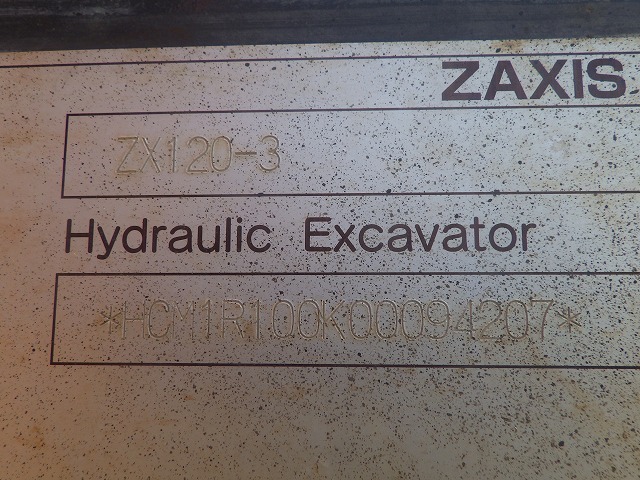 ZAXIS
ZX120-3
Hydraulic Excavator
*HCM1R100K00094207*